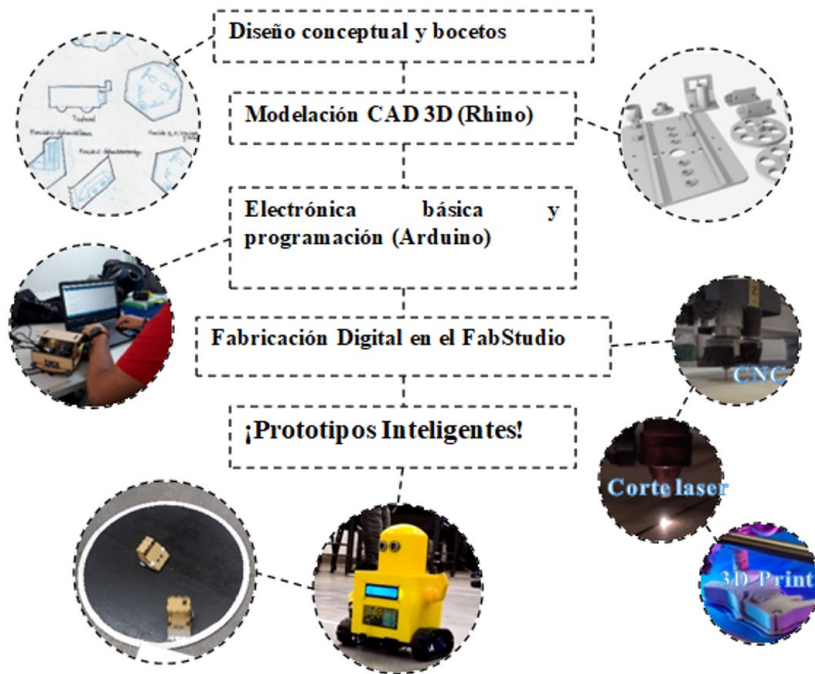 Diseño conceptual y bocetos
Modelación CAD 3D (Rhino)
Electrónica básica y
programación (Arduino)
Fabricación Digital en el FabStudio
CNC
¡Prototipos Inteligentes!
Corte laser
3D Print